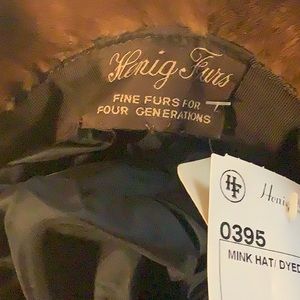 Henig Furs
FINE FURS FOR
FOUR GENERATIONS
HF
Henig
0395
MINK HAT/ DYED